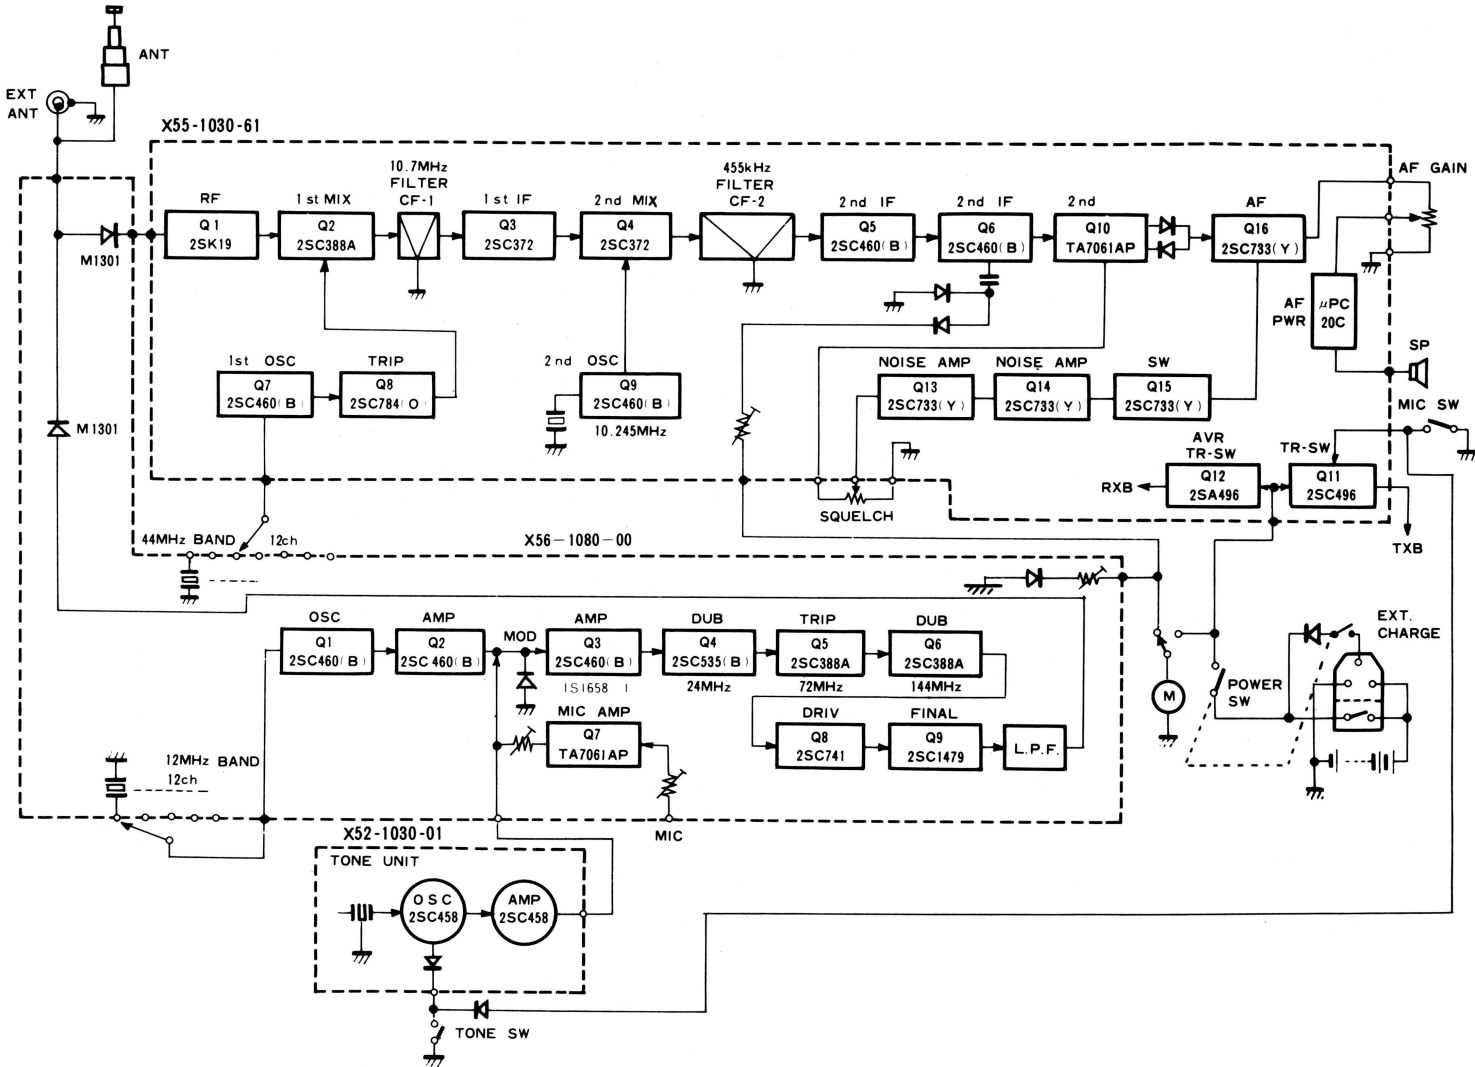 ANT
EXT
ANT
X55-1030-61
10.7MHz
FILTER
CF-1
455kHz
FILTER
CF-2
AF GAIN
RF
1st MIX
1st IF
2nd MIX
2nd IF
2nd IF
2nd
AF
Q1
2SK19
Q2
2SC388A
Q3
2SC372
Q4
2SC372
Q5
2SC460(B)
Q6
2SC460(B)
Q10
TA7061AP
Q16
2SC733(Y)
M1301
AF
PWR
μPC
20C
SP
1st OSC
TRIP
2nd OSC
NOISE AMP
NOISE AMP
SW
Q7
2SC460(B)
Q8
2SC784(O)
Q9
2SC460(B)
10.245MHz
Q13
2SC733(Y)
Q14
2SC733(Y)
Q15
2SC733(Y)
MIC SW
M1301
AVR
TR-SW
TR-SW
RXB
Q12
2SA496
Q11
2SC496
SQUELCH
TXB
44MHz BAND
12ch
X56-1080-00
OSC
AMP
MOD
AMP
DUB
TRIP
DUB
Q1
2SC460(B)
Q2
2SC460(B)
Q3
2SC460(B)
Q4
2SC535(B)
Q5
2SC388A
Q6
2SC388A
1S1658
24MHz
72MHz
144MHz
EXT.
CHARGE
POWER
SW
M
MIC AMP
DRIV
FINAL
Q7
TA7061AP
Q8
2SC741
Q9
2SC1479
L.P.F.
12MHz BAND
12ch
MIC
X52-1030-01
TONE UNIT
OSC
2SC458
AMP
2SC458
TONE SW